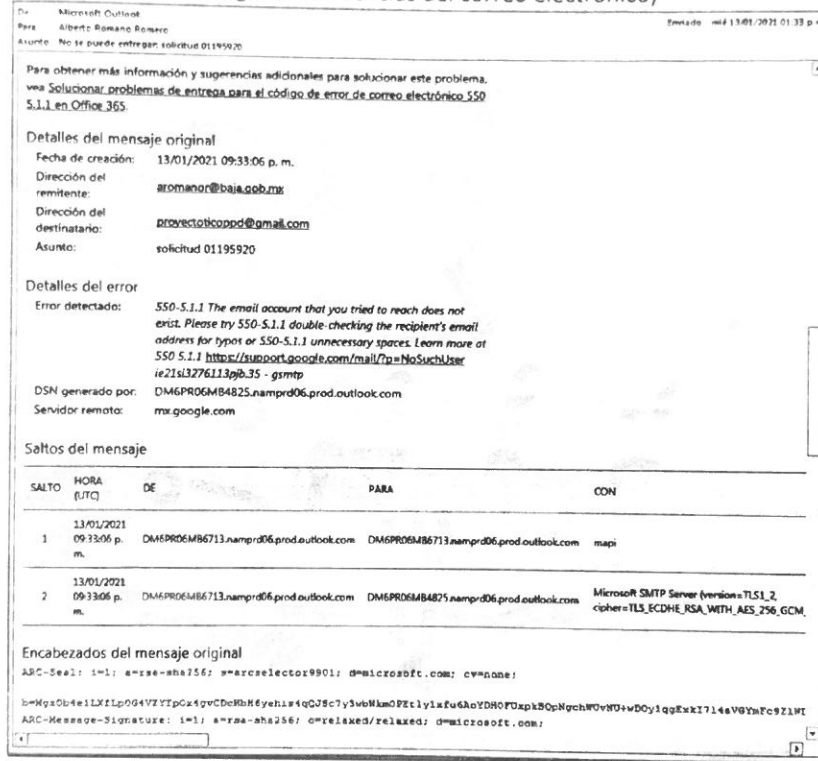 De Microsoft Outlook
Enviado mié 13/01/2021 01:33 p
Para Alberto Romano Romero
Asunto No se puede entregar: solicitud 01195920
Para obtener más información y sugerencias adicionales para solucionar este problema,
vea Solucionar problemas de entrega para el código de error de correo electrónico 550
5.1.1 en Office 365.
Detalles del mensaje original
Fecha de creación: 13/01/2021 09:33:06 p. m.
Dirección del
remitente: aromanor@baja.gob.mx
Dirección del
destinatario: proyectoticoppd@gmail.com
Asunto: solicitud 01195920
Detalles del error
Error detectado: 550-5.1.1 The email account that you tried to reach does not
exist. Please try 550-5.1.1 double-checking the recipient's email
address for typos or 550-5.1.1 unnecessary spaces. Learn more at
550 5.1.1 https://support.google.com/mail/?p=NoSuchUser
ie21si3276113pjb.35 - gsmtp
DSN generado por: DM6PR06MB4825.namprd06.prod.outlook.com
Servidor remoto: mx.google.com
Saltos del mensaje
SALTO HORA (UTC) DE PARA CON
1 13/01/2021 09:33:06 p. m. DM6PR06MB6713.namprd06.prod.outlook.com DM6PR06MB6713.namprd06.prod.outlook.com mapi
2 13/01/2021 09:33:06 p. m. DM6PR06MB6713.namprd06.prod.outlook.com DM6PR06MB4825.namprd06.prod.outlook.com Microsoft SMTP Server (version=TLS1_2, cipher=TLS_ECDHE_RSA_WITH_AES_256_GCM_
Encabezados del mensaje original
ARC-Seal: i=1; a=rsa-sha256; s=arcselector9901; d=microsoft.com; cv=none;
ARC-Message-Signature: i=1; a=rsa-sha256; c=relaxed/relaxed; d=microsoft.com;